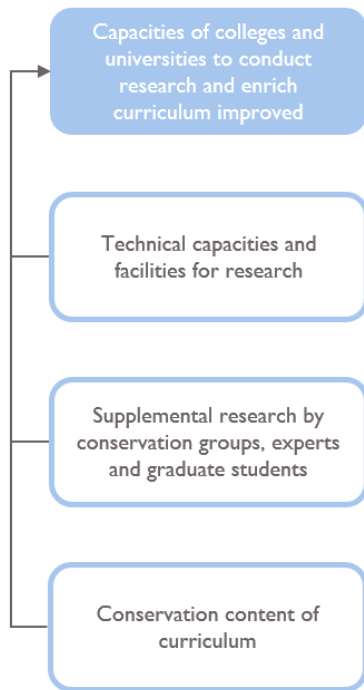 Capacities of colleges and
universities to conduct
research and enrich
curriculum improved
Technical capacities and
facilities for research
Supplemental research by
conservation groups, experts
and graduate students
Conservation content of
curriculum